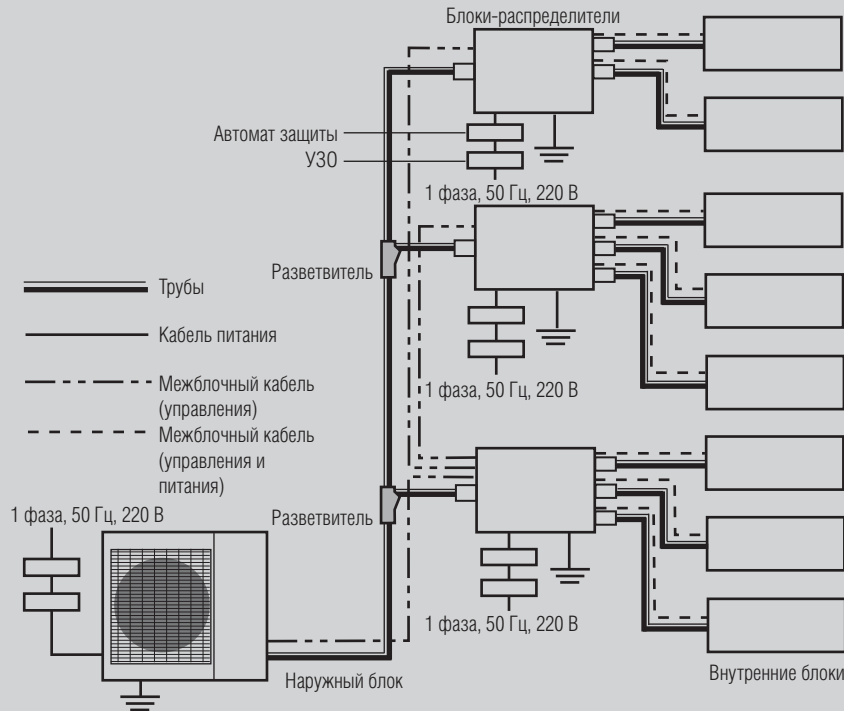 Блоки-распределители
Автомат защиты
УЗО
1 фаза, 50 Гц, 220 В
Разветвитель
Трубы
Кабель питания
1 фаза, 50 Гц, 220 В
Межблочный кабель
(управления)
Межблочный кабель
(управления и
питания)
1 фаза, 50 Гц, 220 В
Разветвитель
1 фаза, 50 Гц, 220 В
Наружный блок
Внутренние блоки